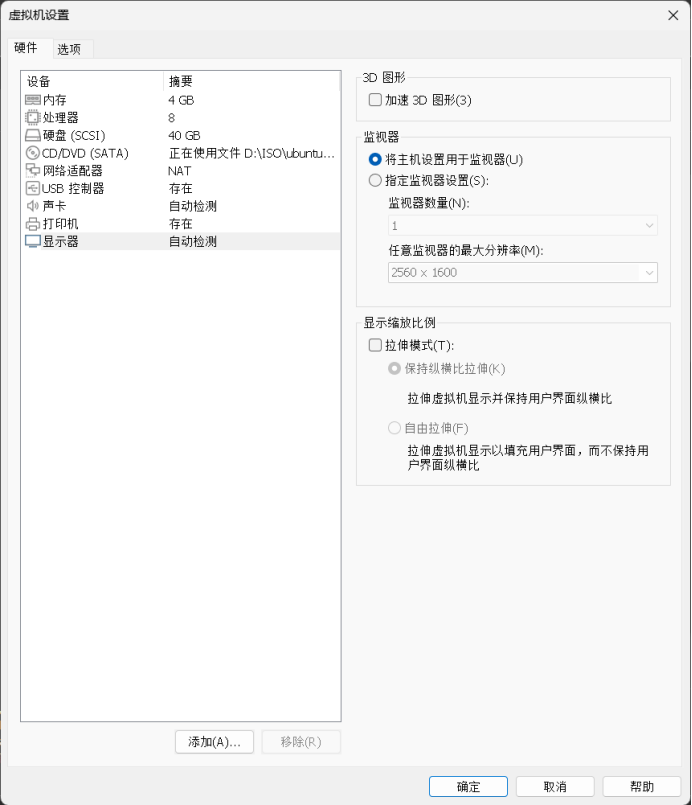 虚拟机设置
硬件 选项
设备 摘要
内存 4 GB
处理器 8
硬盘 (SCSI) 40 GB
CD/DVD (SATA) 正在使用文件 D:\ISO\ubuntu...
网络适配器 NAT
USB 控制器 存在
声卡 自动检测
打印机 存在
显示器 自动检测
添加(A)... 移除(R)
3D 图形
加速 3D 图形(3)
监视器
将主机设置用于监视器(U)
指定监视器设置(S):
监视器数量(N):
1
任意监视器的最大分辨率(M):
2560 x 1600
显示缩放比例
拉伸模式(T):
保持纵横比拉伸(K)
拉伸虚拟机显示并保持用户界面纵横比
自由拉伸(F)
拉伸虚拟机显示以填充用户界面，而不保持用
户界面纵横比
确定 取消 帮助